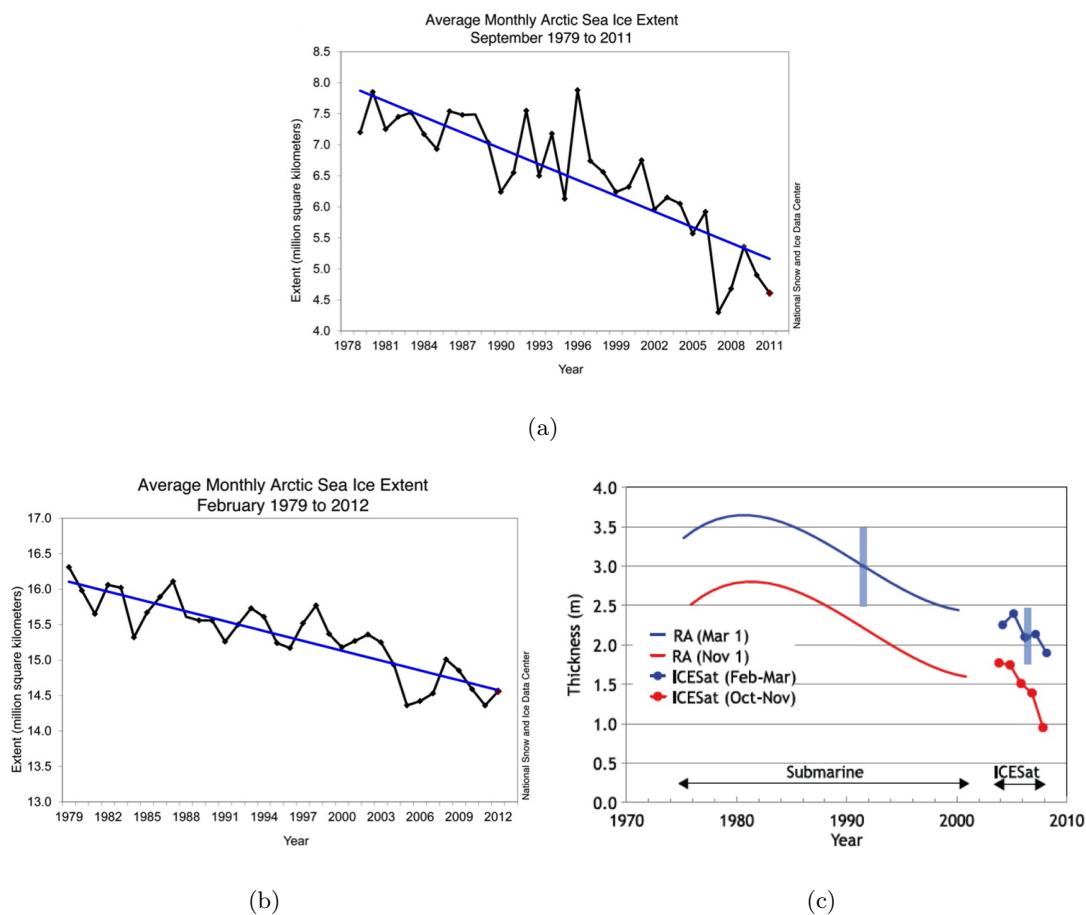 Average Monthly Arctic Sea Ice Extent
September 1979 to 2011
8.5
8.0
7.5
7.0
6.5
6.0
5.5
5.0
4.5
4.0
Extent (million square kilometers)
1978 1981 1984 1987 1990 1993 1996 1999 2002 2005 2008 2011
Year
National Snow and Ice Data Center
(a)
Average Monthly Arctic Sea Ice Extent
February 1979 to 2012
17.0
16.5
16.0
15.5
15.0
14.5
14.0
13.5
13.0
Extent (million square kilometers)
1979 1982 1985 1988 1991 1994 1997 2000 2003 2006 2009 2012
Year
National Snow and Ice Data Center
(b)
4.0
3.5
3.0
2.5
2.0
1.5
1.0
0.5
0.0
Thickness (m)
RA (Mar 1)
RA (Nov 1)
ICESat (Feb-Mar)
ICESat (Oct-Nov)
Submarine
ICESat
1970 1980 1990 2000 2010
Year
(c)